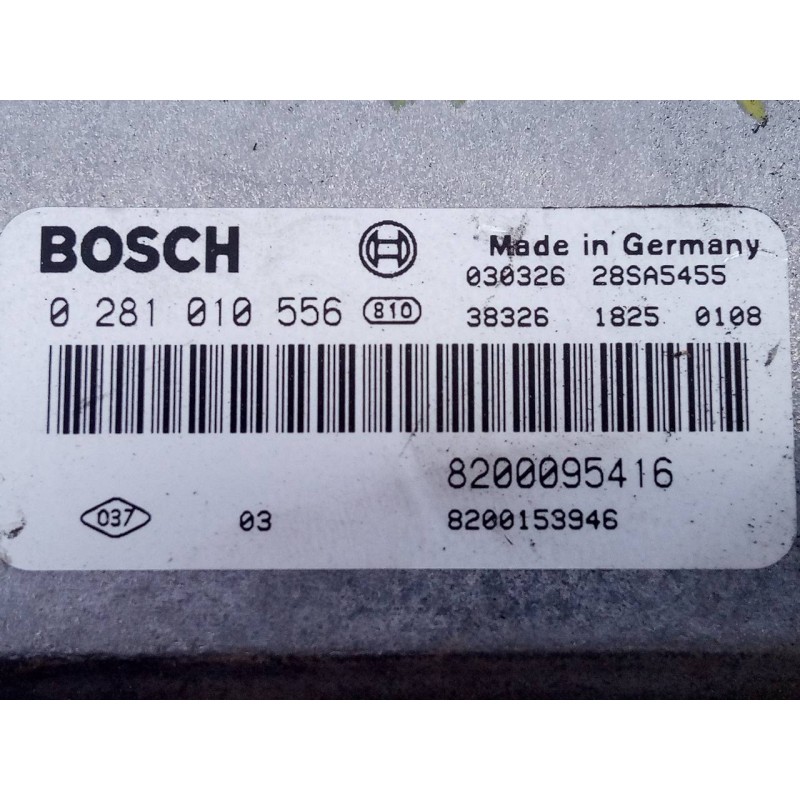 BOSCH
Made in Germany
030326 28SA5455
0 281 010 556 810
38326 1825 0108
8200095416
037 03 8200153946